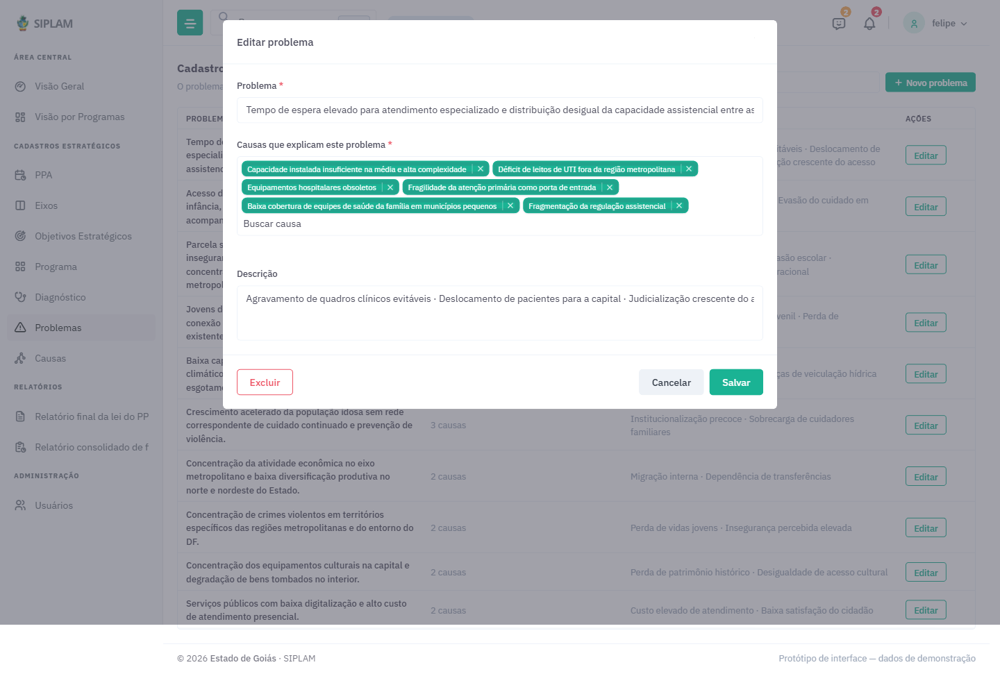 SIPLAM
2
2
felipe
ÁREA CENTRAL
Visão Geral
Visão por Programas
CADASTROS ESTRATÉGICOS
PPA
Eixos
Objetivos Estratégicos
Programa
Diagnóstico
Problemas
Causas
RELATÓRIOS
Relatório final da lei do PP
Relatório consolidado de f
ADMINISTRAÇÃO
Usuários
O problema
Novo problema
AÇÕES
Editar problema
Problema *
Tempo de espera elevado para atendimento especializado e distribuição desigual da capacidade assistencial entre as
Causas que explicam este problema *
Capacidade instalada insuficiente na média e alta complexidade
Déficit de leitos de UTI fora da região metropolitana
Equipamentos hospitalares obsoletos
Fragilidade da atenção primária como porta de entrada
Baixa cobertura de equipes de saúde da família em municípios pequenos
Fragmentação da regulação assistencial
Buscar causa
Descrição
Agravamento de quadros clínicos evitáveis · Deslocamento de pacientes para a capital · Judicialização crescente do a
Excluir
Cancelar
Salvar
Tempo d
especiali
assistenc
itáveis · Deslocamento de
ção crescente do acesso
Editar
Acesso d
infância,
acompan
Evasão do cuidado em
Editar
Parcela s
insegurar
concentr
metropol
asão escolar ·
racional
Editar
Jovens d
conexão
existente
venil · Perda de
Editar
Baixa cap
climático
esgotame
ças de veiculação hídrica
Editar
Crescimento acelerado da população idosa sem rede
correspondente de cuidado continuado e prevenção de
violência.
3 causas
Institucionalização precoce · Sobrecarga de cuidadores
familiares
Editar
Concentração da atividade econômica no eixo
metropolitano e baixa diversificação produtiva no
norte e nordeste do Estado.
2 causas
Migração interna · Dependência de transferências
Editar
Concentração de crimes violentos em territórios
específicos das regiões metropolitanas e do entorno do
DF.
2 causas
Perda de vidas jovens · Insegurança percebida elevada
Editar
Concentração dos equipamentos culturais na capital e
degradação de bens tombados no interior.
2 causas
Perda de patrimônio histórico · Desigualdade de acesso cultural
Editar
Serviços públicos com baixa digitalização e alto custo
de atendimento presencial.
2 causas
Custo elevado de atendimento · Baixa satisfação do cidadão
Editar
© 2026 Estado de Goiás · SIPLAM
Protótipo de interface — dados de demonstração